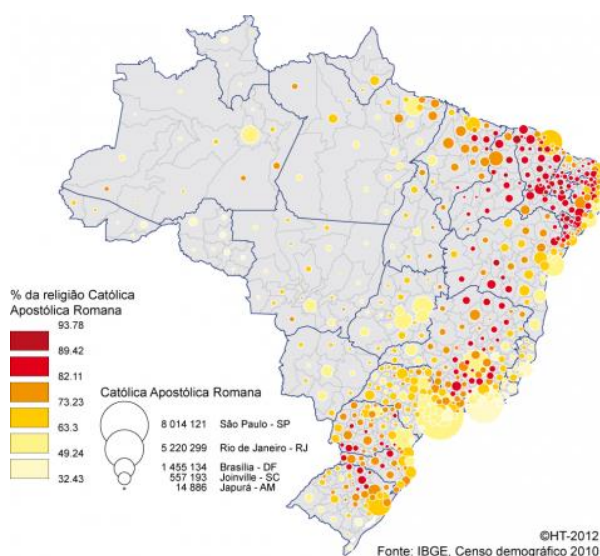 % da religião Católica
Apostólica Romana
93.78
89.42
82.11
73.23
63.3
49.24
32.43
Católica Apostólica Romana
8 014 121 São Paulo - SP
5 220 299 Rio de Janeiro - RJ
1 455 134 Brasília - DF
557 193 Joinville - SC
14 886 Japurá - AM
©HT-2012
Fonte: IBGE, Censo demográfico 2010